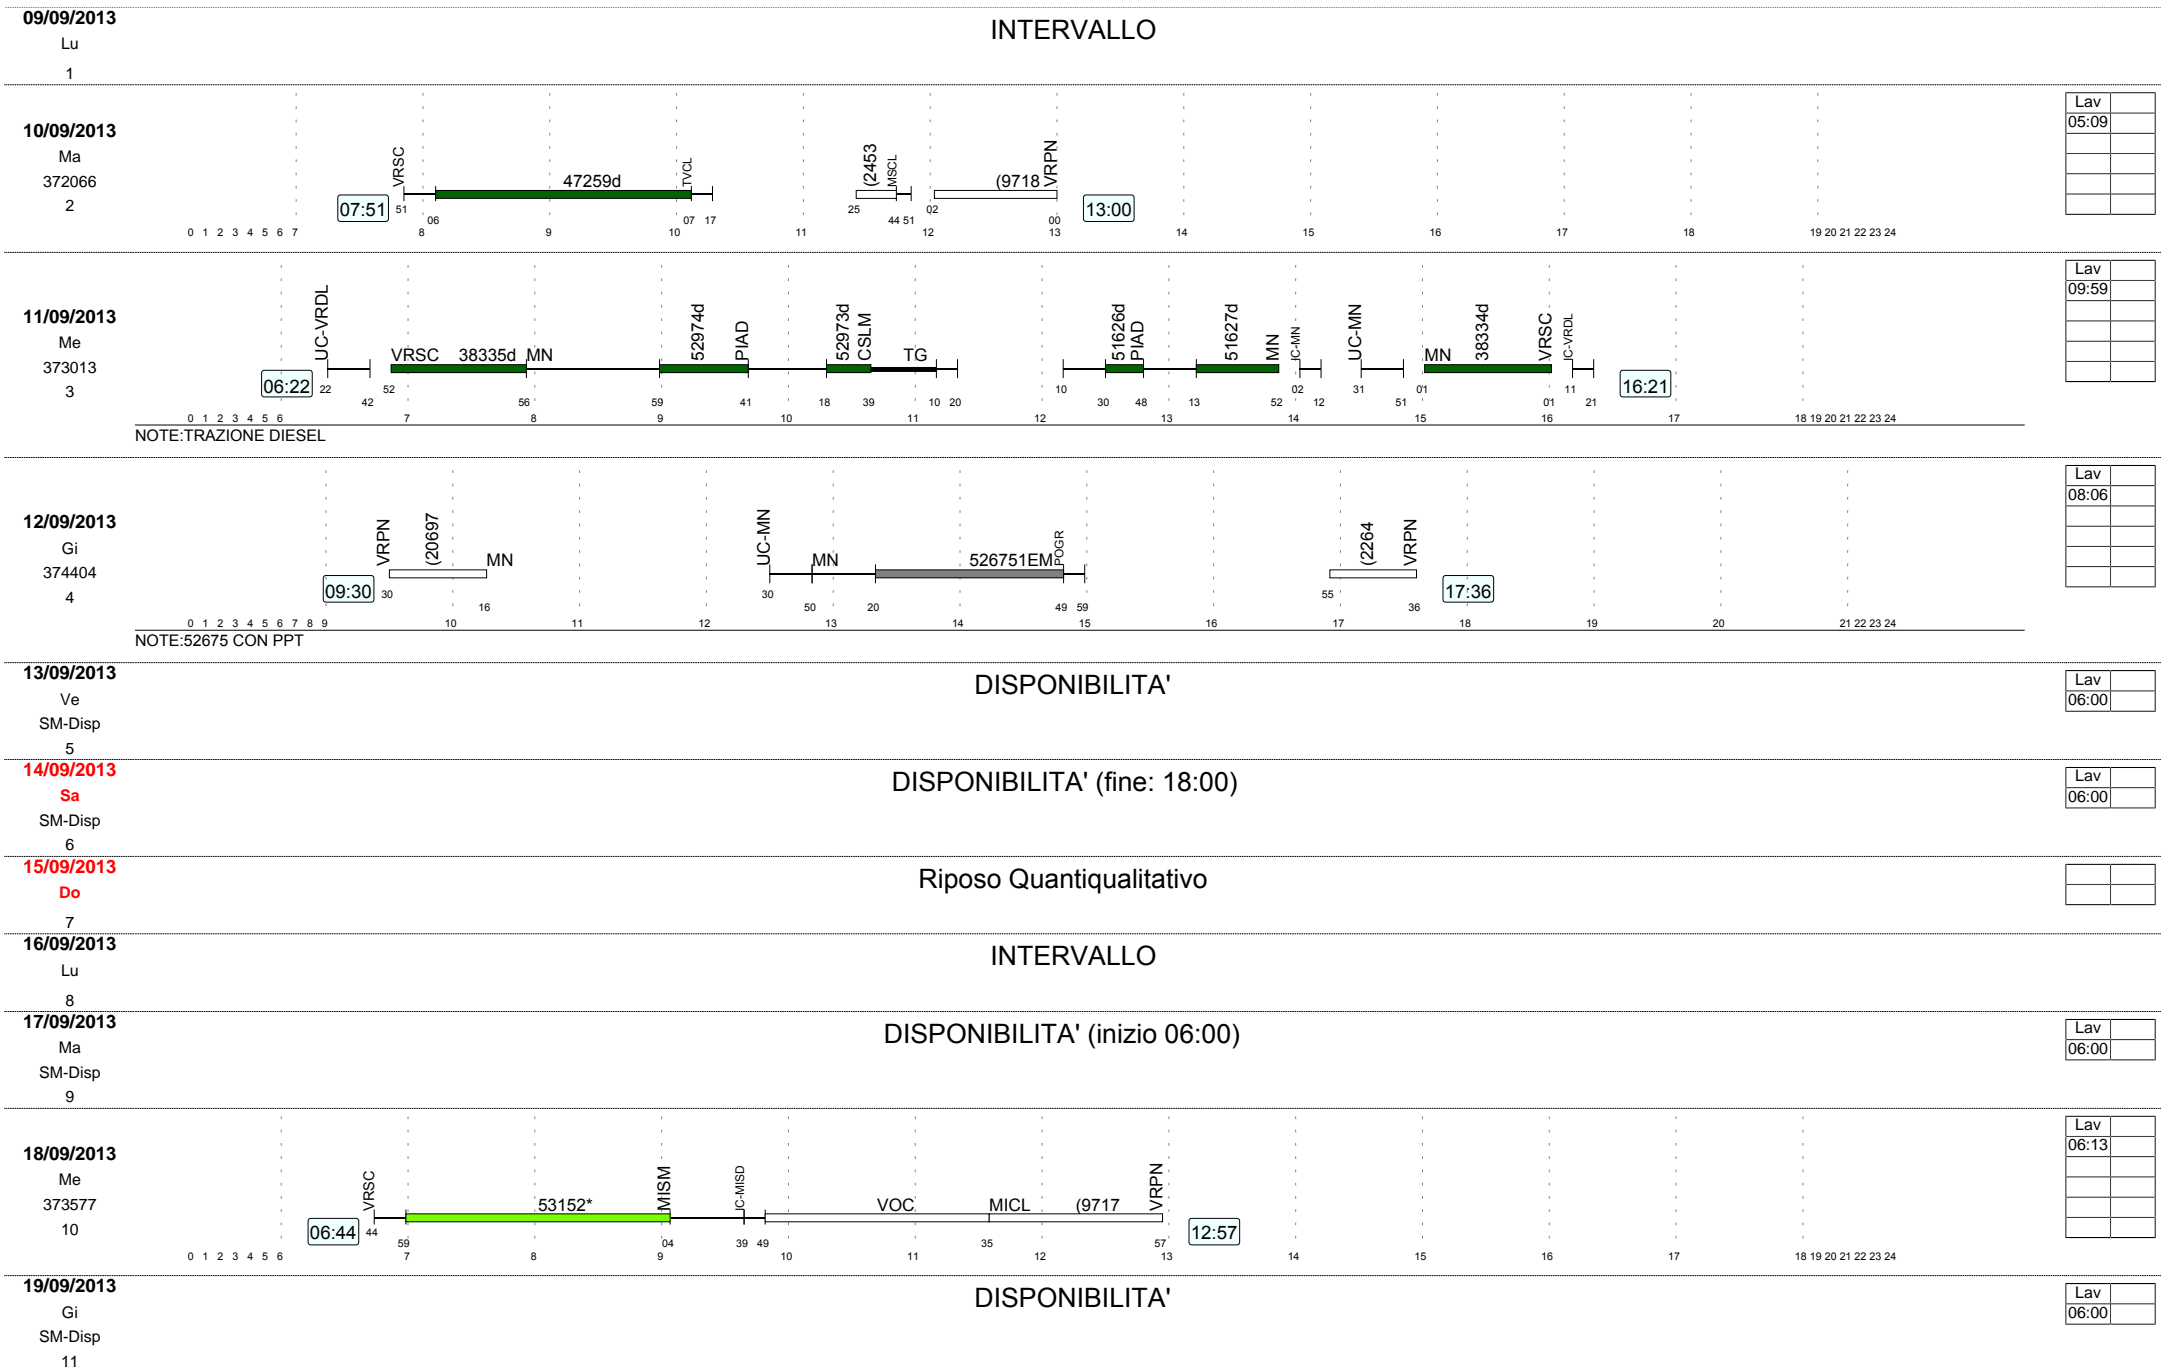 09/09/2013
Lu
1
INTERVALLO
10/09/2013
Ma
372066
2
07:51
VRSC
47259d
TVCL
(2453
MSCL
(9718
VRPN
13:00
51 06 07 17 25 44 51 02 00
0 1 2 3 4 5 6 7 8 9 10 11 12 13 14 15 16 17 18 19 20 21 22 23 24
Lav
05:09
11/09/2013
Me
373013
3
06:22
UC-VRDL
VRSC 38335d MN
52974d
PIAD
52973d
CSLM
TG
51626d
PIAD
51627d
MN
IC-MN
UC-MN
MN
38334d
VRSC
IC-VRDL
16:21
22 42 52 56 59 41 18 39 10 20 10 30 48 13 52 02 12 31 51 01 01 11 21
0 1 2 3 4 5 6 7 8 9 10 11 12 13 14 15 16 17 18 19 20 21 22 23 24
NOTE:TRAZIONE DIESEL
Lav
09:59
12/09/2013
Gi
374404
4
09:30
VRPN
(20697
MN
UC-MN
MN
526751EM
POGR
(2264
VRPN
17:36
30 16 30 50 20 49 59 55 36
0 1 2 3 4 5 6 7 8 9 10 11 12 13 14 15 16 17 18 19 20 21 22 23 24
NOTE:52675 CON PPT
Lav
08:06
13/09/2013
Ve
SM-Disp
5
DISPONIBILITA'
Lav
06:00
14/09/2013
Sa
SM-Disp
6
DISPONIBILITA' (fine: 18:00)
Lav
06:00
15/09/2013
Do
7
Riposo Quantiqualitativo
16/09/2013
Lu
8
INTERVALLO
17/09/2013
Ma
SM-Disp
9
DISPONIBILITA' (inizio 06:00)
Lav
06:00
18/09/2013
Me
373577
10
06:44
VRSC
53152*
MISM
IC-MISD
VOC
MICL
(9717
VRPN
12:57
44 59 04 39 49 35 57
0 1 2 3 4 5 6 7 8 9 10 11 12 13 14 15 16 17 18 19 20 21 22 23 24
Lav
06:13
19/09/2013
Gi
SM-Disp
11
DISPONIBILITA'
Lav
06:00